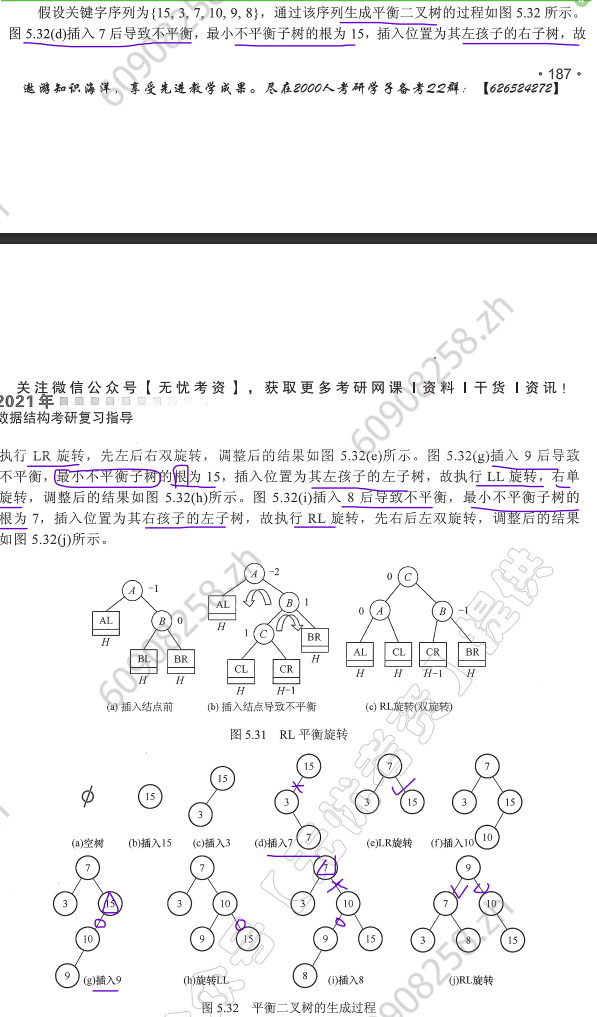 假设关键字序列为{15, 3, 7, 10, 9, 8}，通过该序列生成平衡二叉树的过程如图 5.32 所示。
图 5.32(d)插入 7 后导致不平衡，最小不平衡子树的根为 15，插入位置为其左孩子的右子树，故
·187·
遨游知识海洋，享受先进教学成果。尽在2000人考研学子备考QQ群：【626524272】
60908258.zh
关注微信公众号【无忧考资】，获取更多考研网课丨资料丨干货丨资讯！
2021年
数据结构考研复习指导
执行 LR 旋转，先左后右双旋转，调整后的结果如图 5.32(e)所示。图 5.32(g)插入 9 后导致
不平衡，最小不平衡子树的根为 15，插入位置为其左孩子的左子树，故执行 LL 旋转，右单
旋转，调整后的结果如图 5.32(h)所示。图 5.32(i)插入 8 后导致不平衡，最小不平衡子树的
根为 7，插入位置为其右孩子的左子树，故执行 RL 旋转，先右后左双旋转，调整后的结果
如图 5.32(j)所示。
A −1
AL
H
B 0
BL BR
H H
(a) 插入结点前
A −2
AL
H
B 1
1 C
BR
H
CL CR
H H−1
(b) 插入结点导致不平衡
0 C
0 A
B −1
AL CL CR BR
H H H−1 H
(c) RL旋转(双旋转)
图 5.31 RL 平衡旋转
ϕ
(a)空树
15
(b)插入15
15
3
(c)插入3
15
3
7
(d)插入7
7
3 15
(e)LR旋转
7
3 15
10
(f)插入10
7
3 15
10
9
(g)插入9
7
3 10
9 15
(h)旋转LL
7
3 10
9 15
8
(i)插入8
9
7 10
3 8 15
(j)RL旋转
图 5.32 平衡二叉树的生成过程
60908258.zh